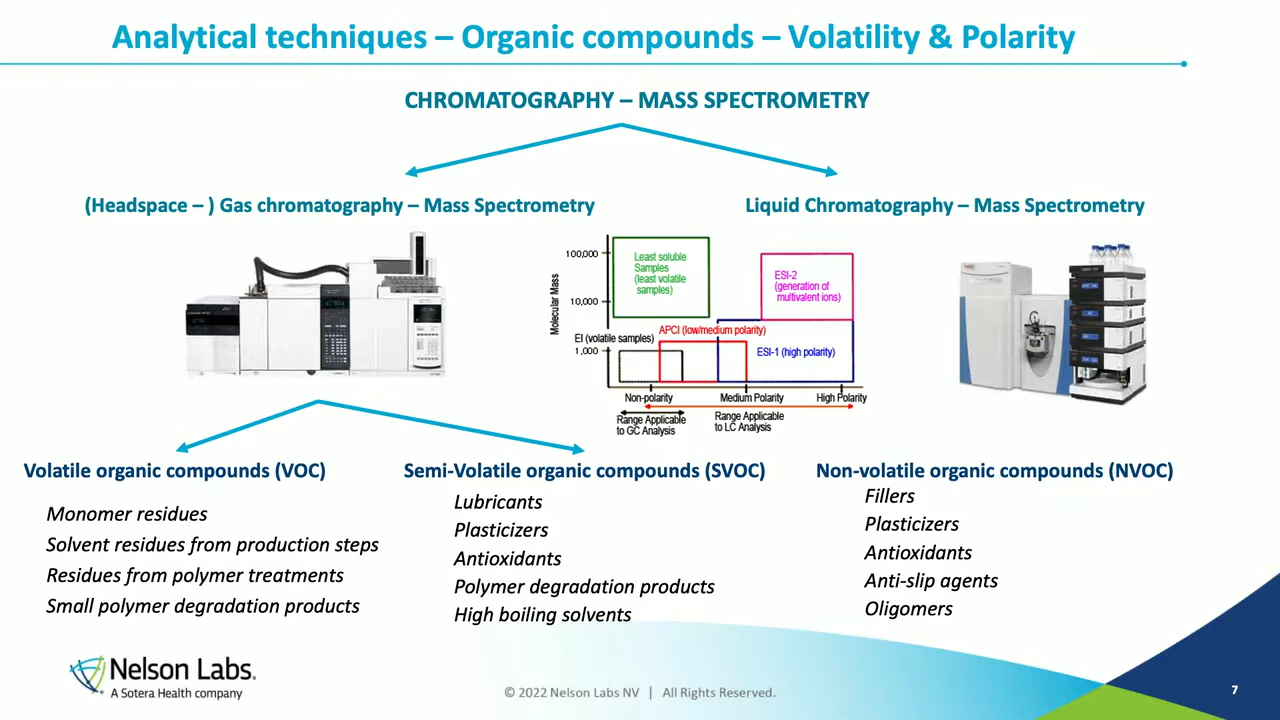 Analytical techniques – Organic compounds – Volatility & Polarity
CHROMATOGRAPHY – MASS SPECTROMETRY
(Headspace – ) Gas chromatography – Mass Spectrometry
Liquid Chromatography – Mass Spectrometry
Molecular Mass
100,000
10,000
1,000
Least soluble
Samples
(least volatile
samples)
ESI-2
(generation of
multivalent ions)
EI (volatile samples)
APCI (low/medium polarity)
ESI-1 (high polarity)
Non-polarity
Medium Polarity
High Polarity
Range Applicable
to GC Analysis
Range Applicable
to LC Analysis
Volatile organic compounds (VOC)
Monomer residues
Solvent residues from production steps
Residues from polymer treatments
Small polymer degradation products
Semi-Volatile organic compounds (SVOC)
Lubricants
Plasticizers
Antioxidants
Polymer degradation products
High boiling solvents
Non-volatile organic compounds (NVOC)
Fillers
Plasticizers
Antioxidants
Anti-slip agents
Oligomers
Nelson Labs.
A Sotera Health company
© 2022 Nelson Labs NV | All Rights Reserved.
7